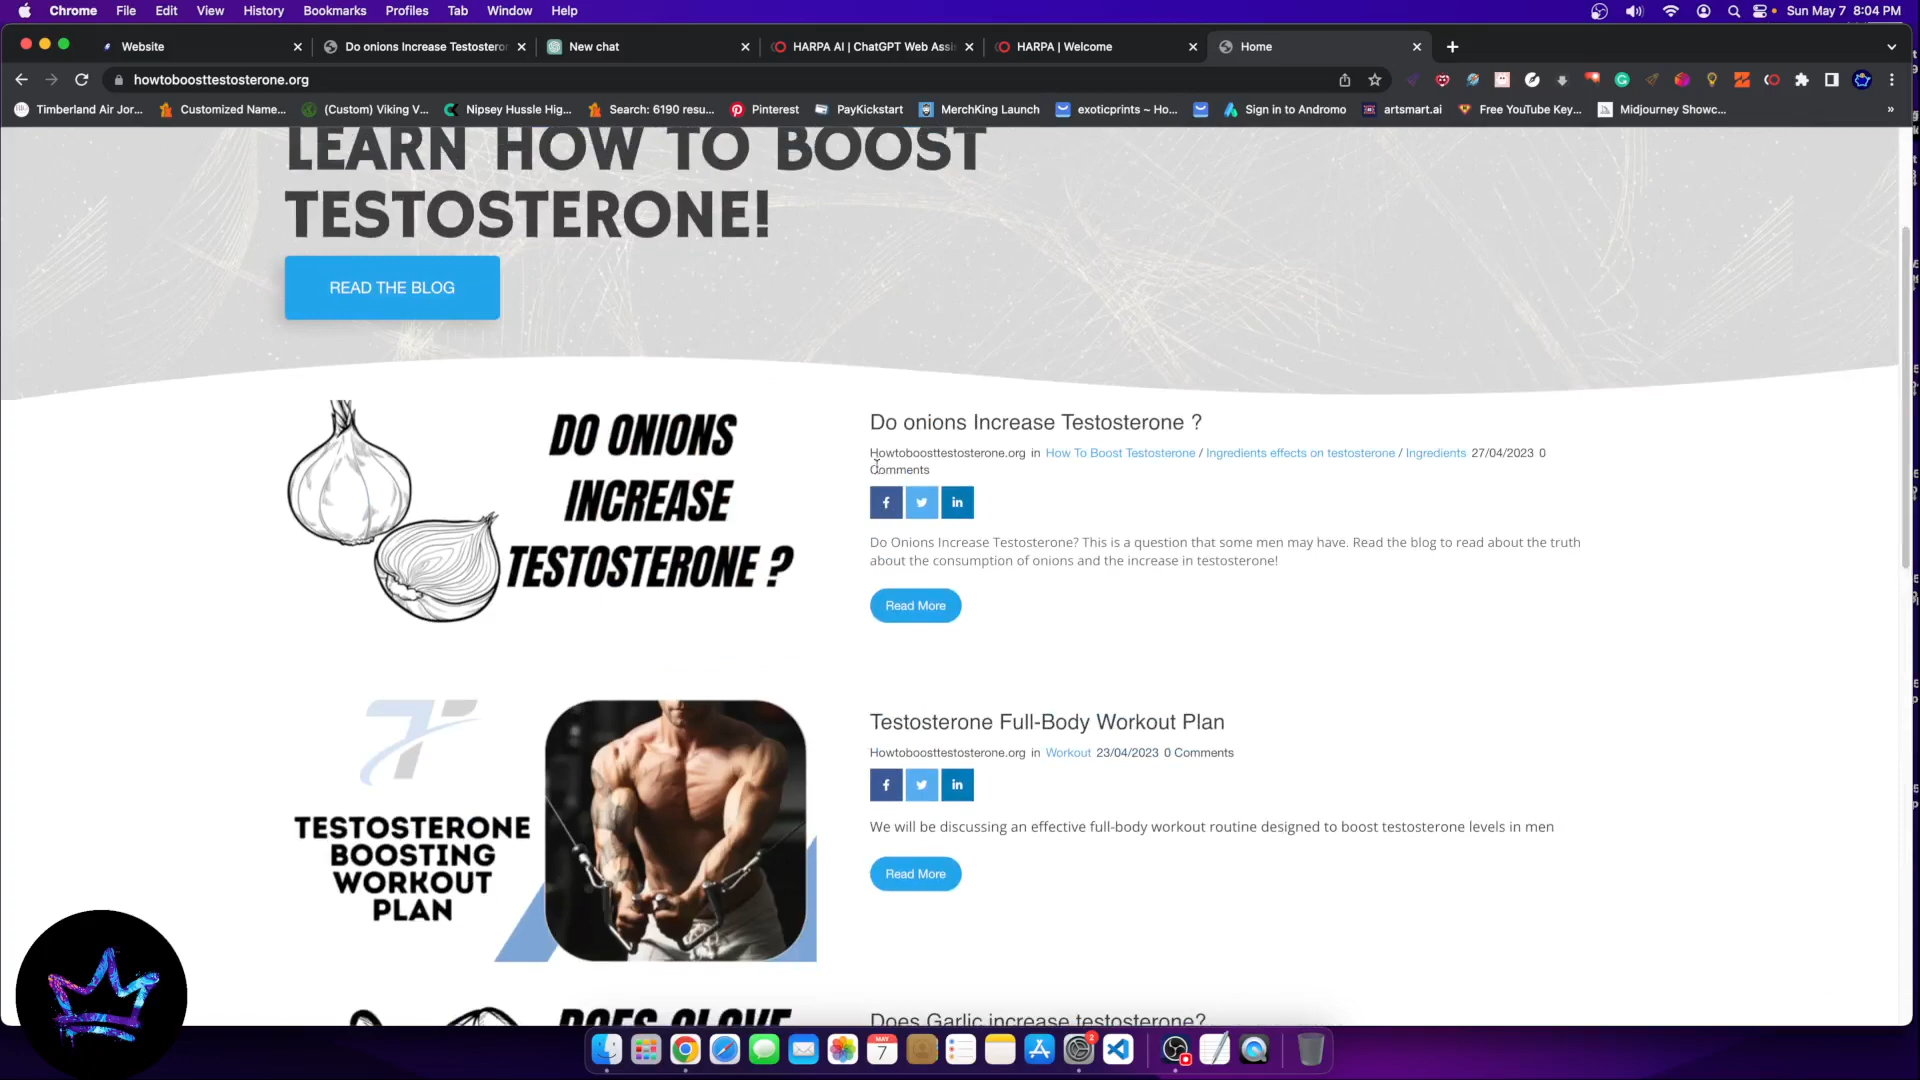 Chrome File Edit View History Bookmarks Profiles Tab Window Help Sun May 7 8:04 PM
Website Do onions Increase Testosteror New chat HARPA AI | ChatGPT Web Assi HARPA | Welcome Home
howtoboosttestosterone.org
Timberland Air Jor... Customized Name... (Custom) Viking V... Nipsey Hussle Hig... Search: 6190 resu... Pinterest PayKickstart MerchKing Launch exoticprints ~ Ho... Sign in to Andromo artsmart.ai Free YouTube Key... Midjourney Showc... »
LEARN HOW TO BOOST
TESTOSTERONE!
READ THE BLOG
DO ONIONS
INCREASE
TESTOSTERONE ?
Do onions Increase Testosterone ?
Howtoboosttestosterone.org in How To Boost Testosterone / Ingredients effects on testosterone / Ingredients 27/04/2023 0
Comments
Do Onions Increase Testosterone? This is a question that some men may have. Read the blog to read about the truth
about the consumption of onions and the increase in testosterone!
Read More
TESTOSTERONE
BOOSTING
WORKOUT
PLAN
Testosterone Full-Body Workout Plan
Howtoboosttestosterone.org in Workout 23/04/2023 0 Comments
We will be discussing an effective full-body workout routine designed to boost testosterone levels in men
Read More
Does Garlic increase testosterone?
MAY
7
2